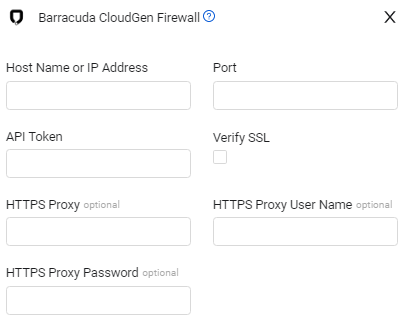 Barracuda CloudGen Firewall ?
Host Name or IP Address
Port
API Token
Verify SSL
HTTPS Proxy optional
HTTPS Proxy User Name optional
HTTPS Proxy Password optional